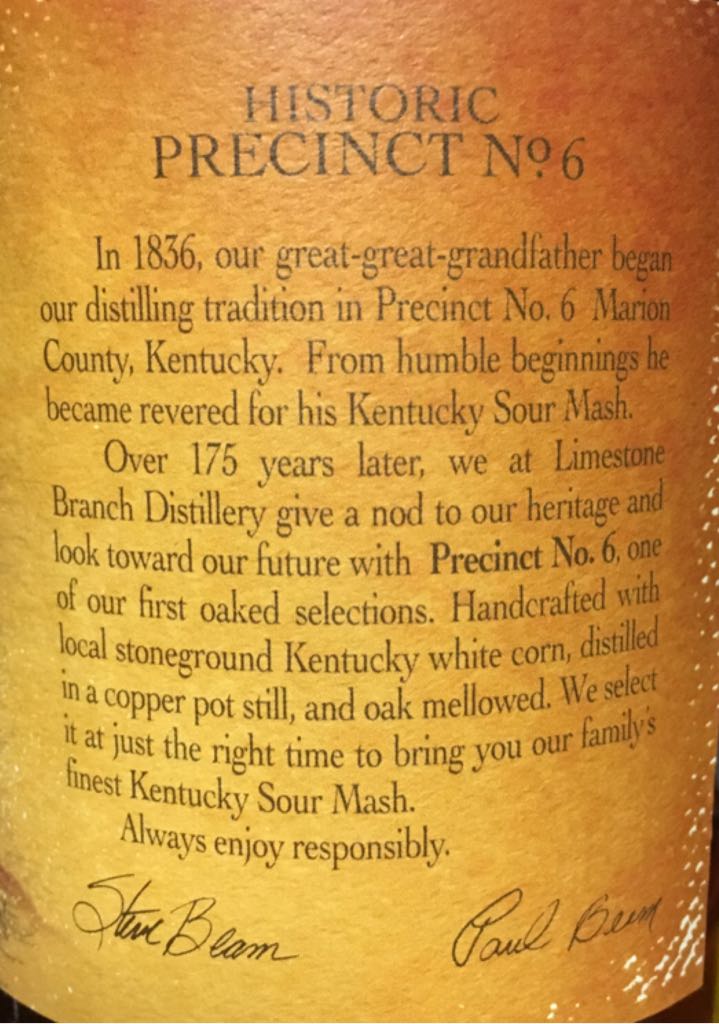 HISTORIC
PRECINCT Nº 6
In 1836, our great-great-grandfather began
our distilling tradition in Precinct No. 6 Marion
County, Kentucky. From humble beginnings he
became revered for his Kentucky Sour Mash.
Over 175 years later, we at Limestone
Branch Distillery give a nod to our heritage and
look toward our future with Precinct No. 6, one
of our first oaked selections. Handcrafted with
local stoneground Kentucky white corn, distilled
in a copper pot still, and oak mellowed. We select
it at just the right time to bring you our family's
finest Kentucky Sour Mash.
Always enjoy responsibly.
Steve Beam Paul Beam